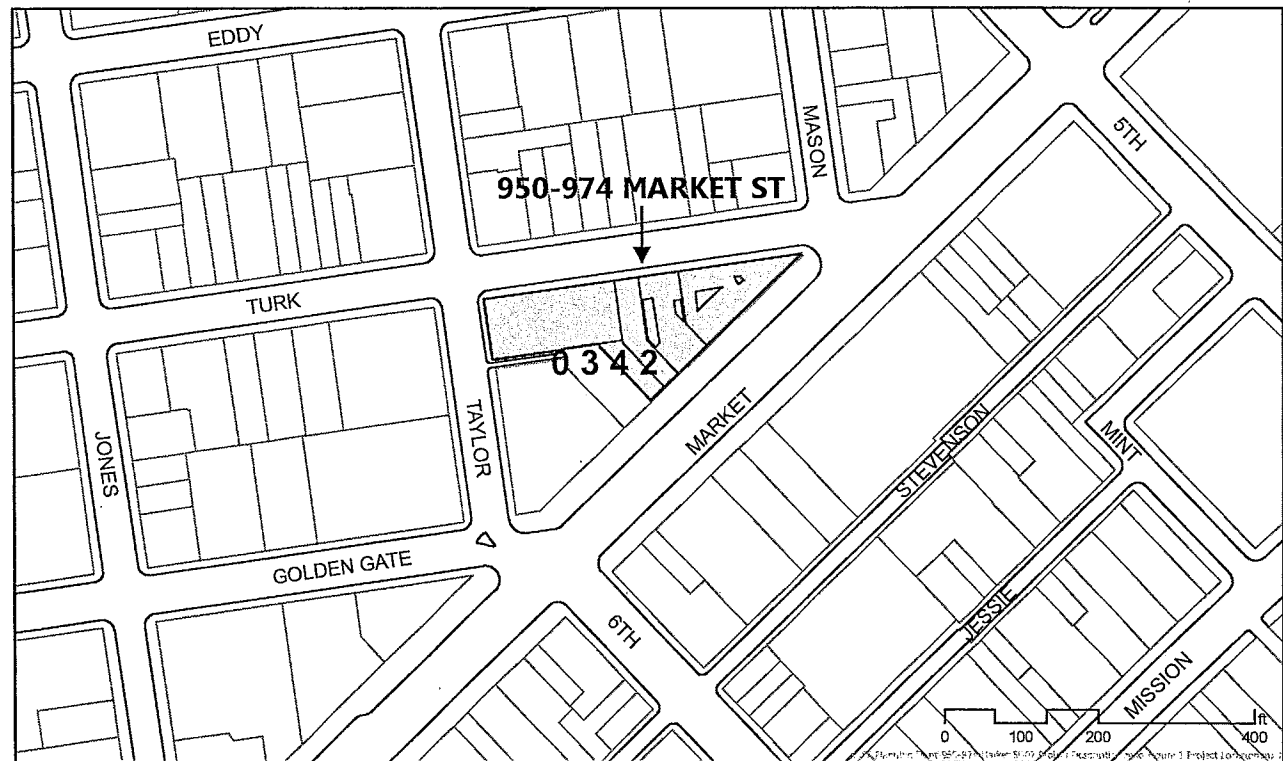 EDDY
MASON
5TH
950-974 MARKET ST
TURK
0342
JONES
TAYLOR
MARKET
STEVENSON
MINT
GOLDEN GATE
6TH
JESSIE
MISSION
0 100 200 400 ft